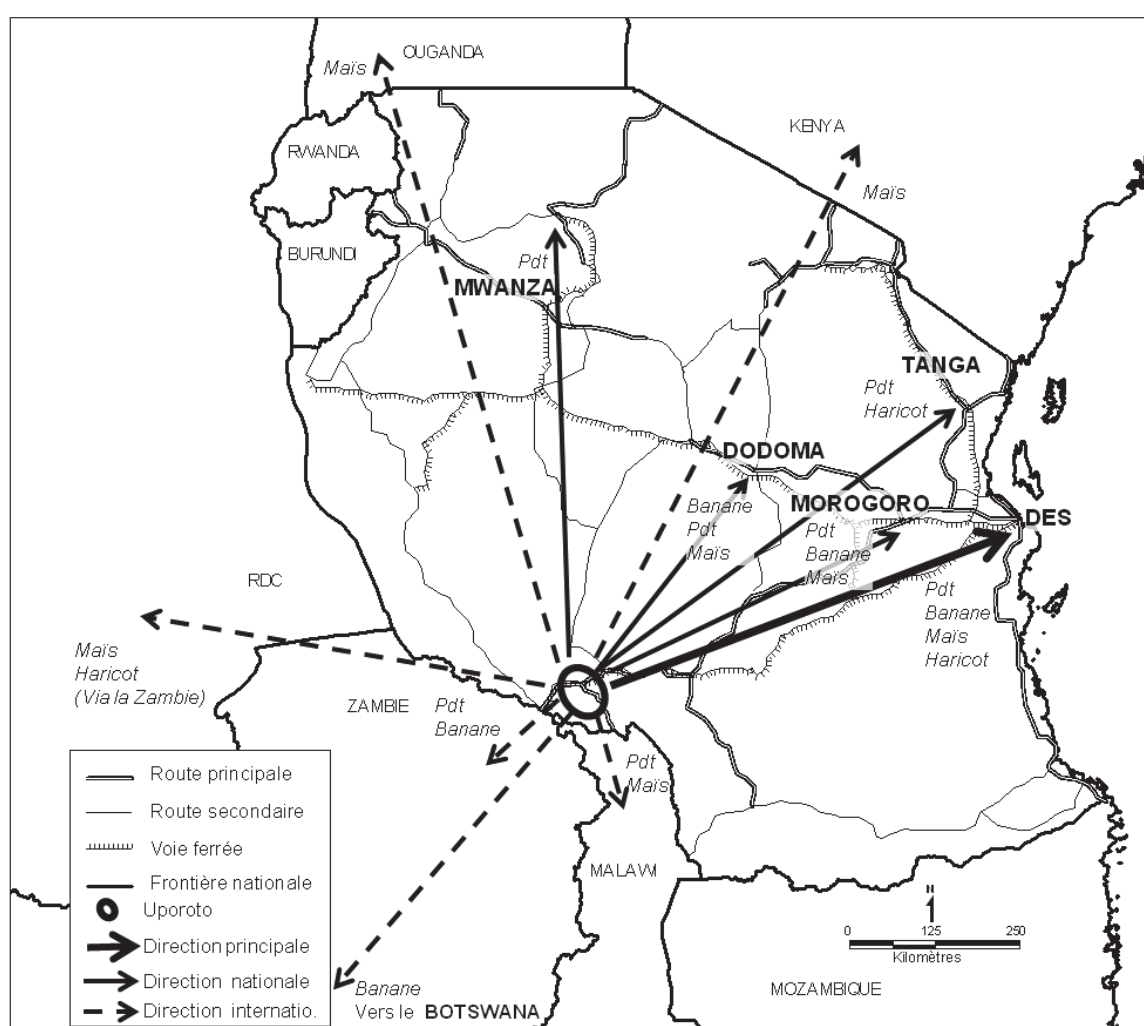 OUGANDA
Maïs
KENYA
RWANDA
Maïs
BURUNDI
Pdt
MWANZA
TANGA
Pdt
Haricot
DODOMA
MOROGORO
Banane
Pdt
Maïs
Pdt
Banane
Maïs
DES
RDC
Pdt
Banane
Maïs
Haricot
Maïs
Haricot
(Via la Zambie)
ZAMBIE
Pdt
Banane
Pdt
Maïs
Route principale
Route secondaire
Voie ferrée
Frontière nationale
Uporoto
Direction principale
Direction nationale
Direction internatio.
MALAWI
N
0 125 250
Kilomètres
Banane
Vers le BOTSWANA
MOZAMBIQUE